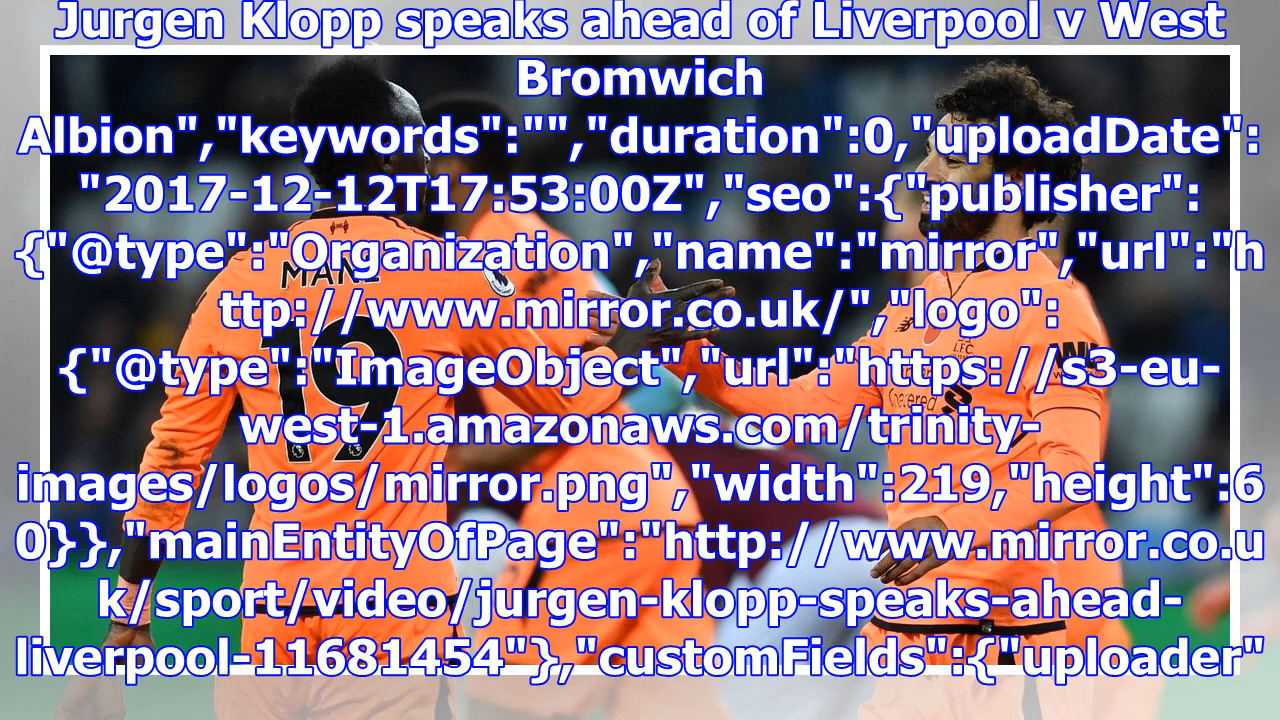 Jurgen Klopp speaks ahead of Liverpool v West
Bromwich
Albion","keywords":"","duration":0,"uploadDate":
"2017-12-12T17:53:00Z","seo":{"publisher":
{"@type":"Organization","name":"mirror","url":"h
ttp://www.mirror.co.uk/","logo":
{"@type":"ImageObject","url":"https://s3-eu-
west-1.amazonaws.com/trinity-
images/logos/mirror.png","width":219,"height":6
0}},"mainEntityOfPage":"http://www.mirror.co.u
k/sport/video/jurgen-klopp-speaks-ahead-
liverpool-11681454"},"customFields":{"uploader"
MANE
19
L.F.C.
Chartered